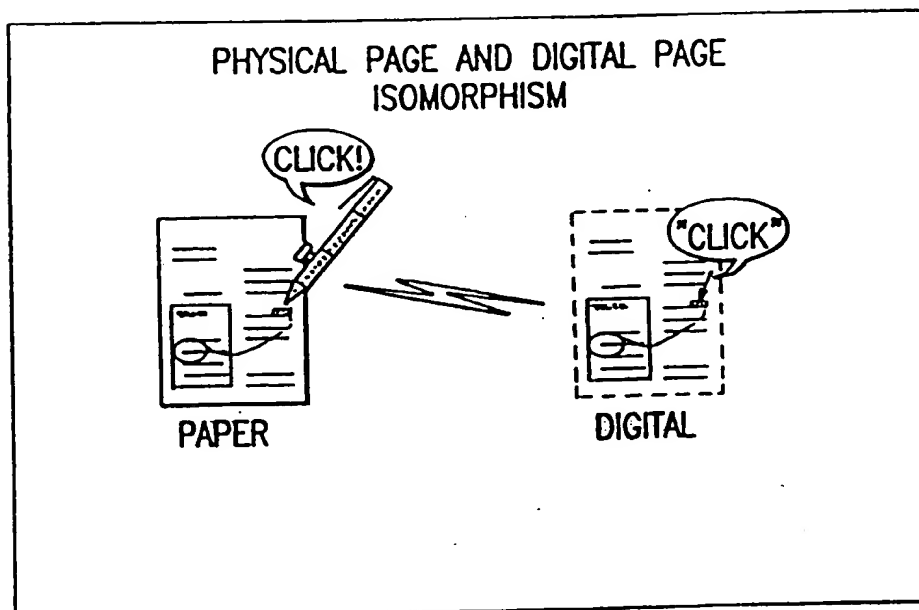 PHYSICAL PAGE AND DIGITAL PAGE
ISOMORPHISM
CLICK!
"CLICK"
PAPER
DIGITAL